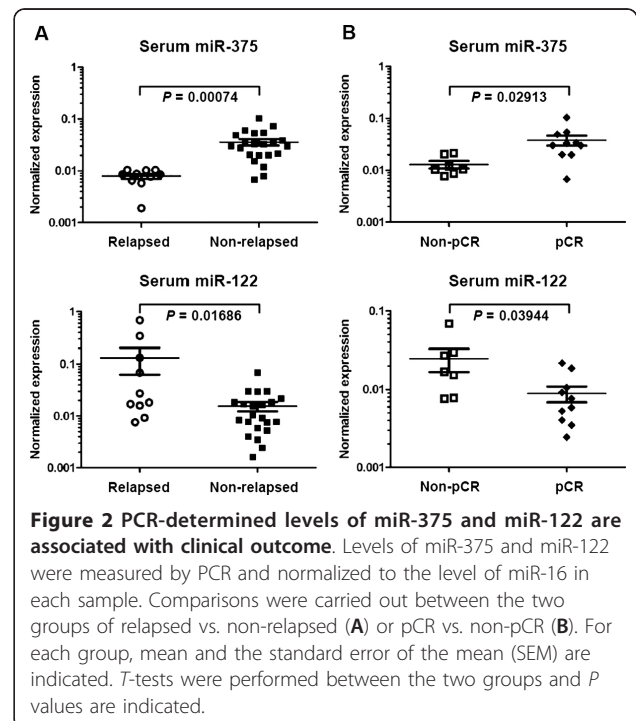 A
Serum miR-375
Normalized expression
1
0.1
0.01
0.001
P = 0.00074
Relapsed
Non-relapsed
B
Serum miR-375
Normalized expression
1
0.1
0.01
0.001
P = 0.02913
Non-pCR
pCR
Serum miR-122
Normalized expression
1
0.1
0.01
0.001
P = 0.01686
Relapsed
Non-relapsed
Serum miR-122
Normalized expression
0.1
0.01
0.001
P = 0.03944
Non-pCR
pCR
Figure 2 PCR-determined levels of miR-375 and miR-122 are
associated with clinical outcome. Levels of miR-375 and miR-122
were measured by PCR and normalized to the level of miR-16 in
each sample. Comparisons were carried out between the two
groups of relapsed vs. non-relapsed (A) or pCR vs. non-pCR (B). For
each group, mean and the standard error of the mean (SEM) are
indicated. T-tests were performed between the two groups and P
values are indicated.